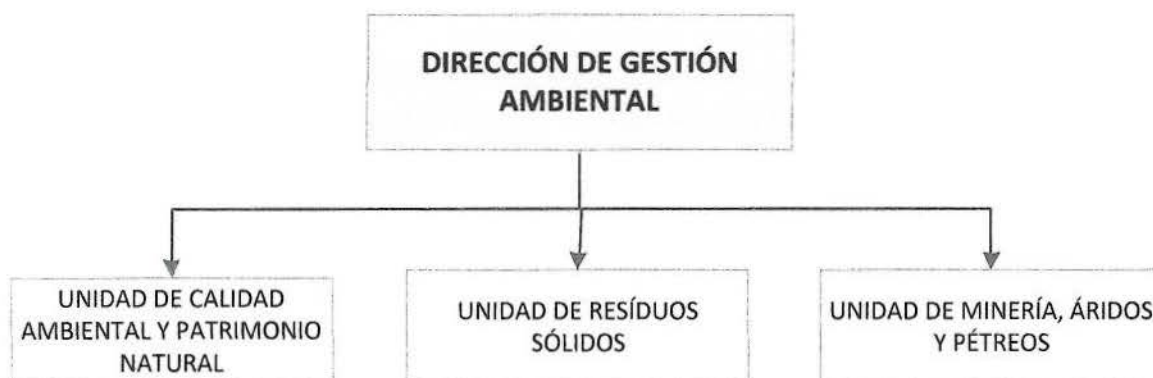 DIRECCIÓN DE GESTIÓN
AMBIENTAL
UNIDAD DE CALIDAD
AMBIENTAL Y PATRIMONIO
NATURAL
UNIDAD DE RESÍDUOS
SÓLIDOS
UNIDAD DE MINERÍA, ÁRIDOS
Y PÉTREOS